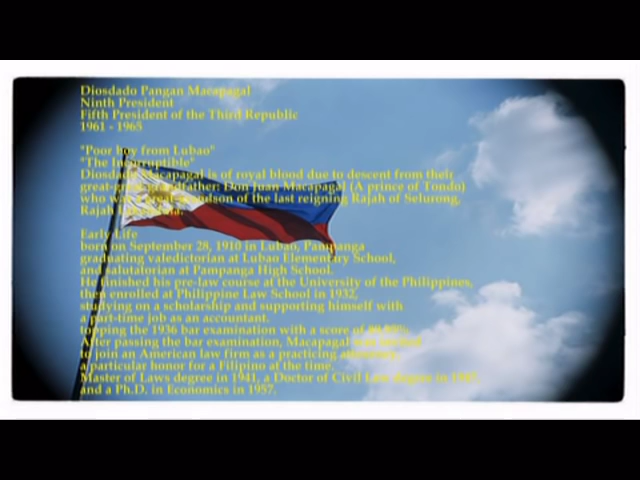 Diosdado Pangan Macapagal
Ninth President
Fifth President of the Third Republic
1961 - 1965
"Poor boy from Lubao"
"The Incorruptible"
Diosdado Macapagal is of royal blood due to descent from their
great-great-grandfather: Don Juan Macapagal (A prince of Tondo)
who was a great-grandson of the last reigning Rajah of Selurong,
Rajah
Early Life
born on September 28, 1910 in Lubao, Pampanga
graduating valedictorian at Lubao Elementary School,
and salutatorian at Pampanga High School.
He finished his pre-law course at the University of the Philippines,
then enrolled at Philippine Law School in 1932,
studying on a scholarship and supporting himself with
a part-time job as an accountant.
topping the 1936 bar examination with a score of
After passing the bar examination, Macapagal was invited
to join an American law firm as a practicing attorney,
a particular honor for a Filipino at the time.
Master of Laws degree in 1941, a Doctor of Civil Law degree in
and a Ph.D. in Economics in 1957.